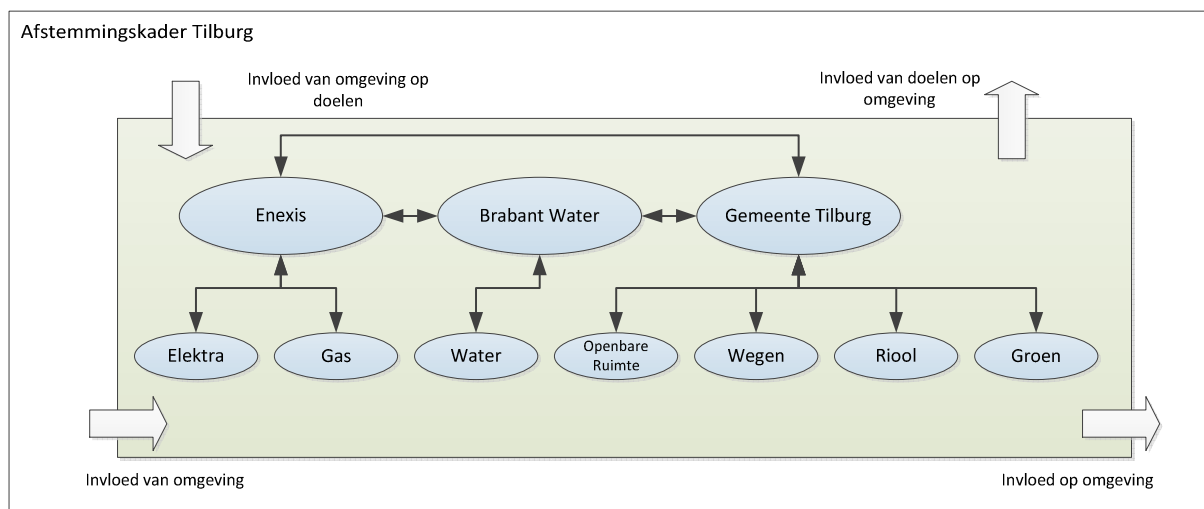 Afstemmingskader Tilburg
Invloed van omgeving op
doelen
Invloed van doelen op
omgeving
Enexis
Brabant Water
Gemeente Tilburg
Elektra
Gas
Water
Openbare
Ruimte
Wegen
Riool
Groen
Invloed van omgeving
Invloed op omgeving